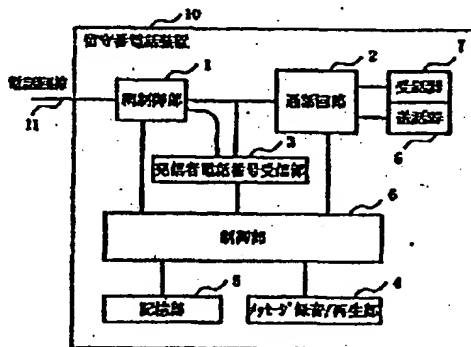 10
留守番電話装置
電話回線
11
1
網制御部
2
通話回路
7
受話器
送話器
6
3
発信者電話番号受信部
6
制御部
5
記憶部
4
メッセージ録音/再生部